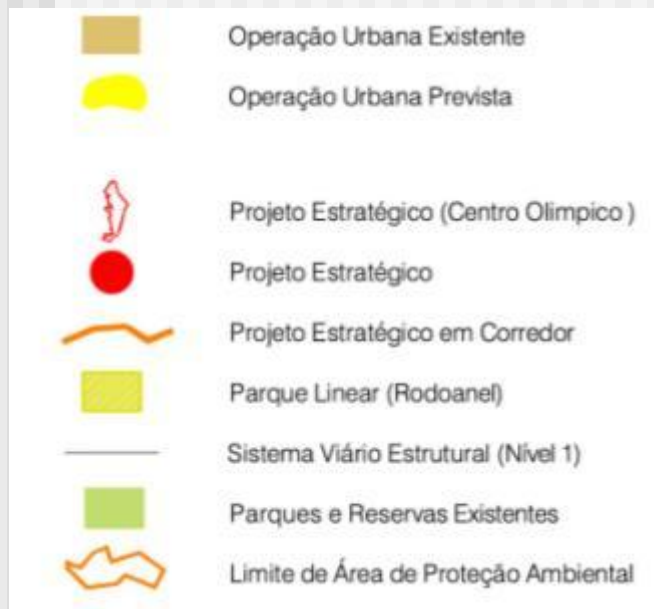 Operação Urbana Existente
Operação Urbana Prevista
Projeto Estratégico (Centro Olimpico )
Projeto Estratégico
Projeto Estratégico em Corredor
Parque Linear (Rodoanel)
Sistema Viário Estrutural (Nível 1)
Parques e Reservas Existentes
Limite de Área de Proteção Ambiental